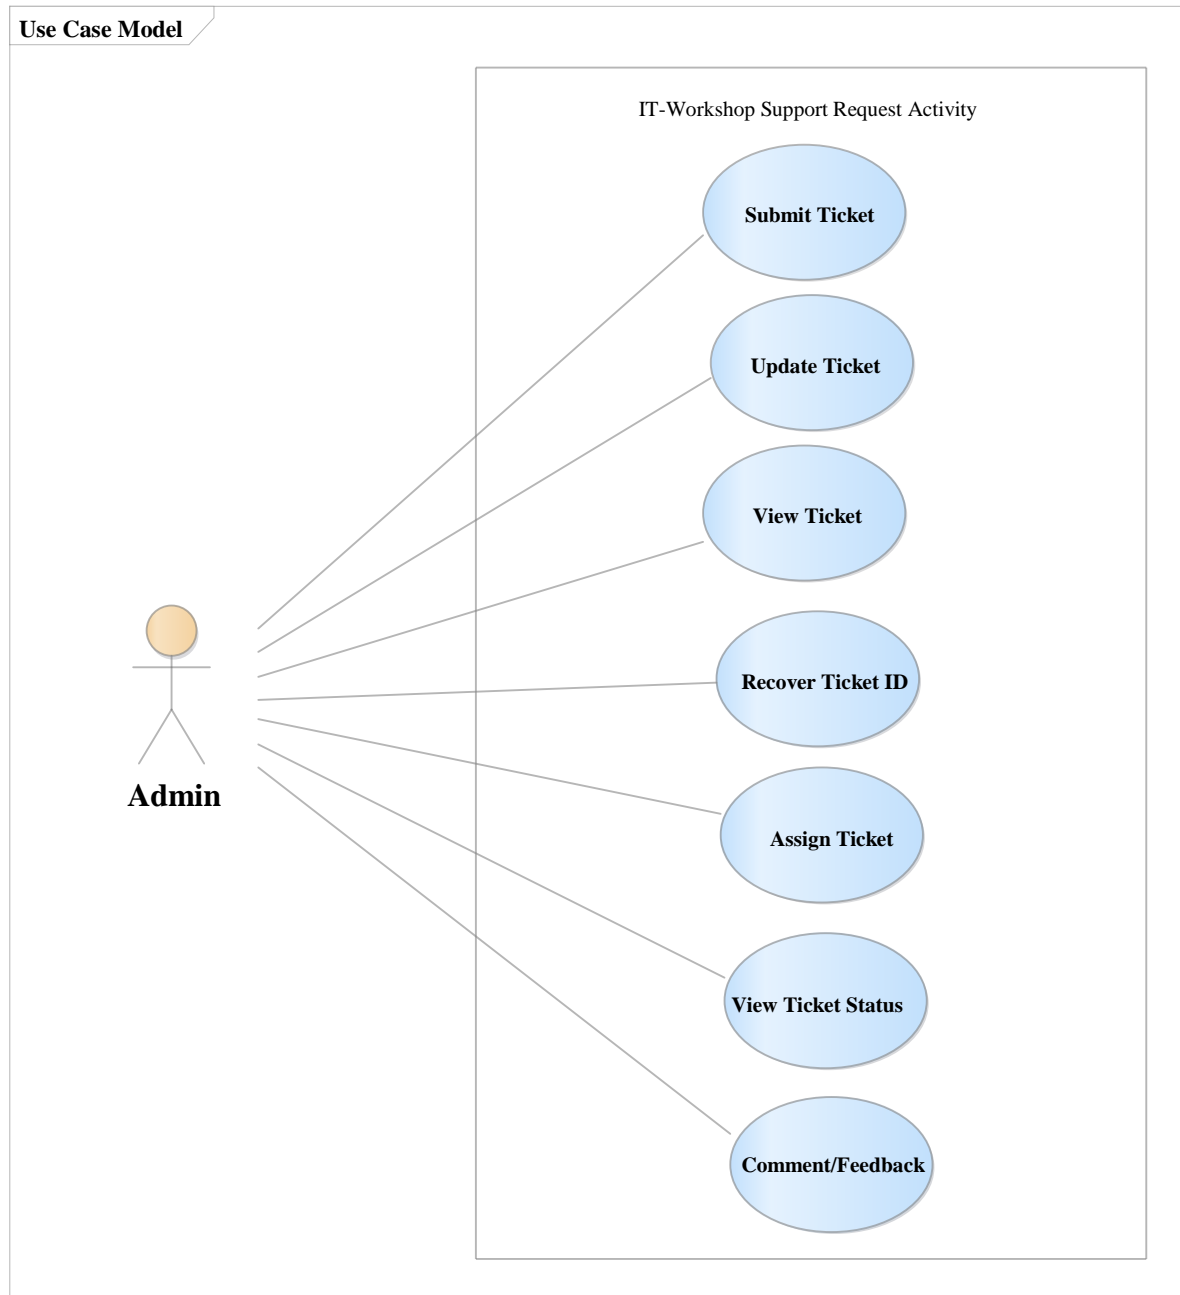 Use Case Model
IT-Workshop Support Request Activity
Submit Ticket
Update Ticket
View Ticket
Recover Ticket ID
Assign Ticket
Admin
View Ticket Status
Comment/Feedback